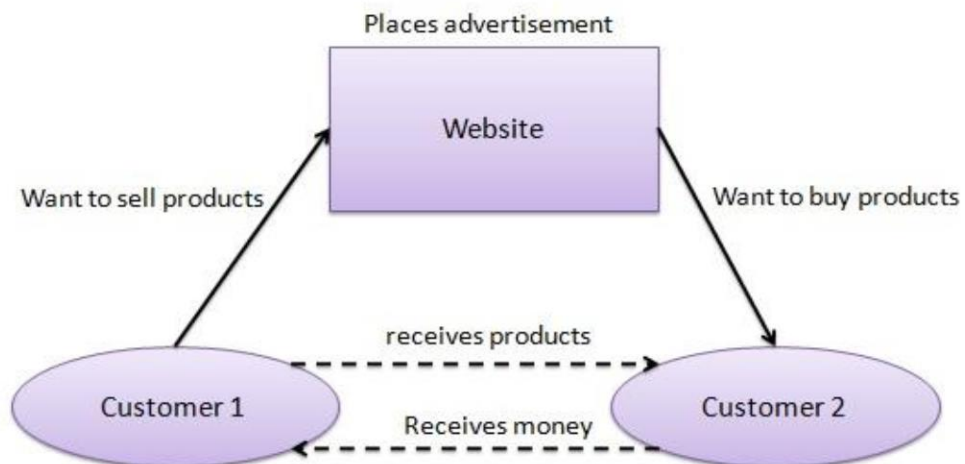 Places advertisement
Website
Want to sell products
Want to buy products
receives products
Customer 1
Customer 2
Receives money